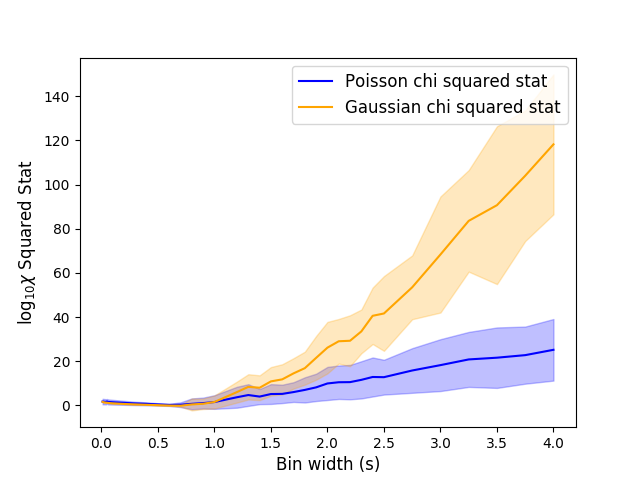 Poisson chi squared stat
Gaussian chi squared stat
140
120
100
80
60
40
20
0
log₁₀χ Squared Stat
0.0 0.5 1.0 1.5 2.0 2.5 3.0 3.5 4.0
Bin width (s)